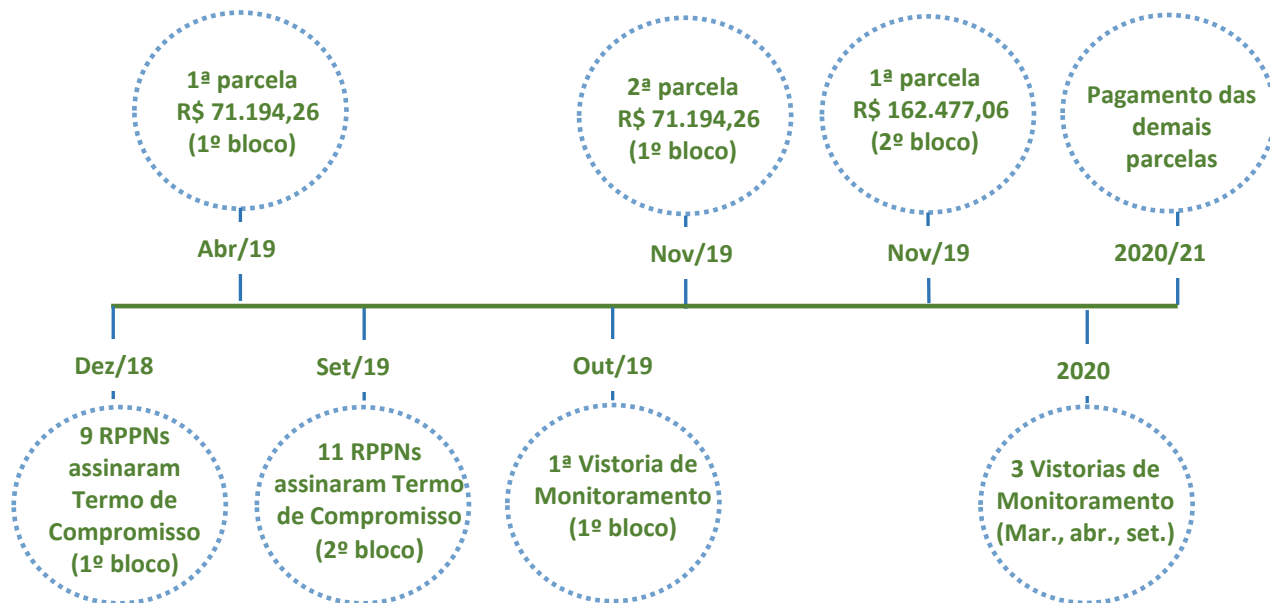 1ª parcela
R$ 71.194,26
(1º bloco)
2ª parcela
R$ 71.194,26
(1º bloco)
1ª parcela
R$ 162.477,06
(2º bloco)
Pagamento das
demais
parcelas
Abr/19
Nov/19
Nov/19
2020/21
Dez/18
Set/19
Out/19
2020
9 RPPNs
assinaram
Termo de
Compromisso
(1º bloco)
11 RPPNs
assinaram Termo
de Compromisso
(2º bloco)
1ª Vistoria de
Monitoramento
(1º bloco)
3 Vistorias de
Monitoramento
(Mar., abr., set.)